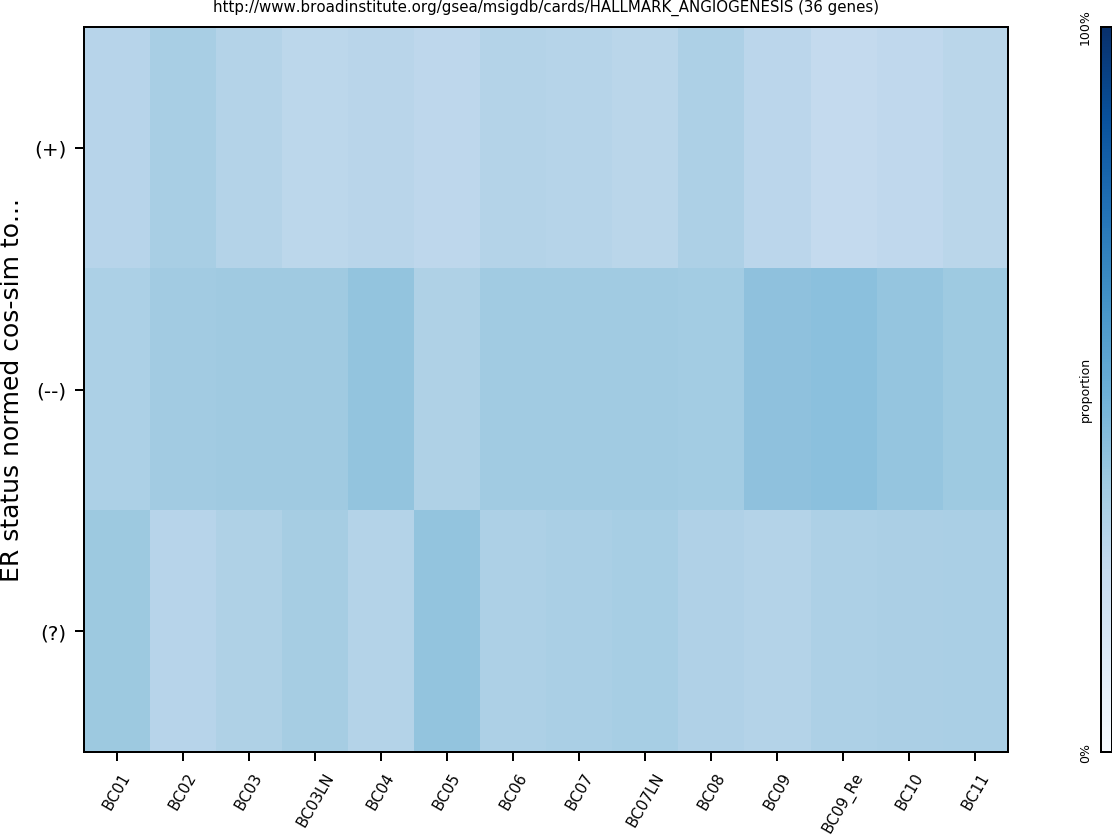 http://www.broadinstitute.org/gsea/msigdb/cards/HALLMARK_ANGIOGENESIS (36 genes)
ER status normed cos-sim to...
(+)
(--)
(?)
BC01
BC02
BC03
BC03LN
BC04
BC05
BC06
BC07
BC07LN
BC08
BC09
BC09_Re
BC10
BC11
100%
proportion
0%